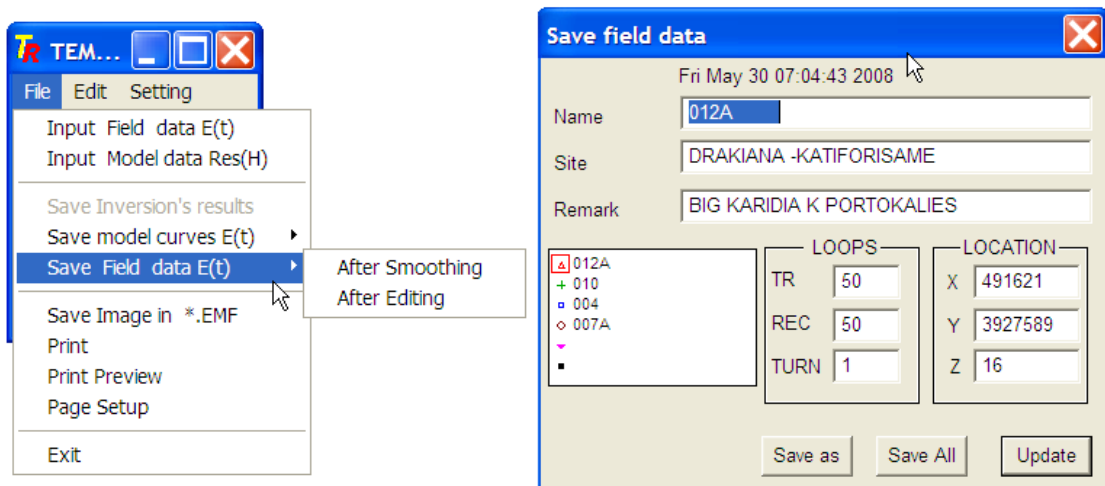 TR TEM...
File Edit Setting
Input Field data E(t)
Input Model data Res(H)
Save Inversion's results
Save model curves E(t)
Save Field data E(t)
After Smoothing
After Editing
Save Image in *.EMF
Print
Print Preview
Page Setup
Exit
Save field data
Fri May 30 07:04:43 2008
Name 012A
Site DRAKIANA -KATIFORISAME
Remark BIG KARIDIA K PORTOKALIES
012A
010
004
007A
LOOPS
TR 50
REC 50
TURN 1
LOCATION
X 491621
Y 3927589
Z 16
Save as Save All Update